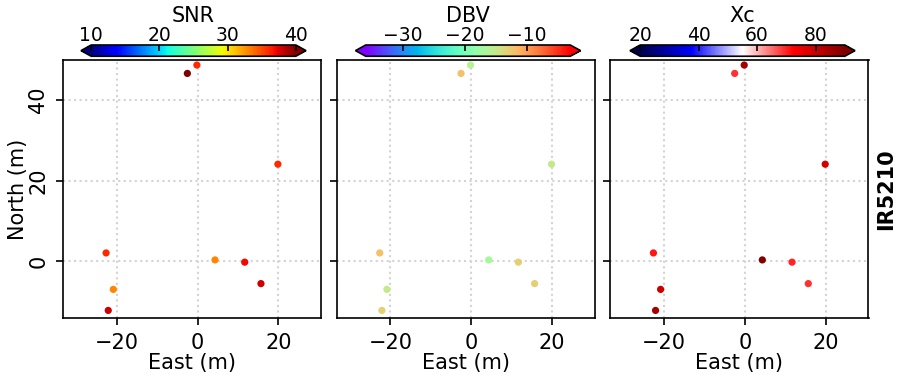 SNR DBV Xc
10 20 30 40 −30 −20 −10 20 40 60 80
40
20
0
North (m)
IR5210
−20 0 20 −20 0 20 −20 0 20
East (m) East (m) East (m)